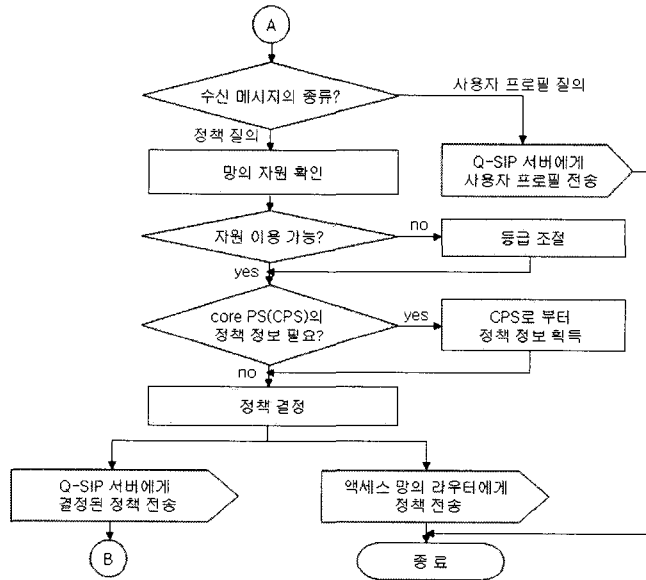 A
수신 메시지의 종류?
사용자 프로필 질의
정책 질의
망의 자원 확인
Q-SIP 서버에게
사용자 프로필 전송
자원 이용 가능?
no
등급 조절
yes
core PS(CPS)의
정책 정보 필요?
yes
CPS로 부터
정책 정보 획득
no
정책 결정
Q-SIP 서버에게
결정된 정책 전송
액세스 망의 라우터에게
정책 전송
B
종 료